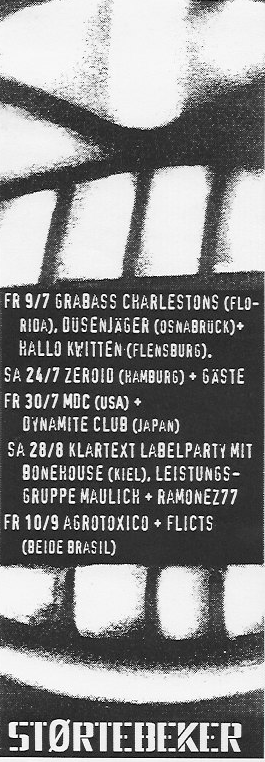 FR 9/7 GRABASS CHARLESTONS (FLO-
RIDA), DÜSENJÄGER (OSNABRÜCK)+
HALLO KWITTEN (FLENSBURG).
SA 24/7 ZEROID (HAMBURG) + GÄSTE
FR 30/7 MDC (USA) +
DYNAMITE CLUB (JAPAN)
SA 28/8 KLARTEXT LABELPARTY MIT
BONEHOUSE (KIEL), LEISTUNGS-
GRUPPE MAULICH + RAMONEZ77
FR 10/9 AGROTOXICO + FLICTS
(BEIDE BRASIL)
STØRTEBEKER